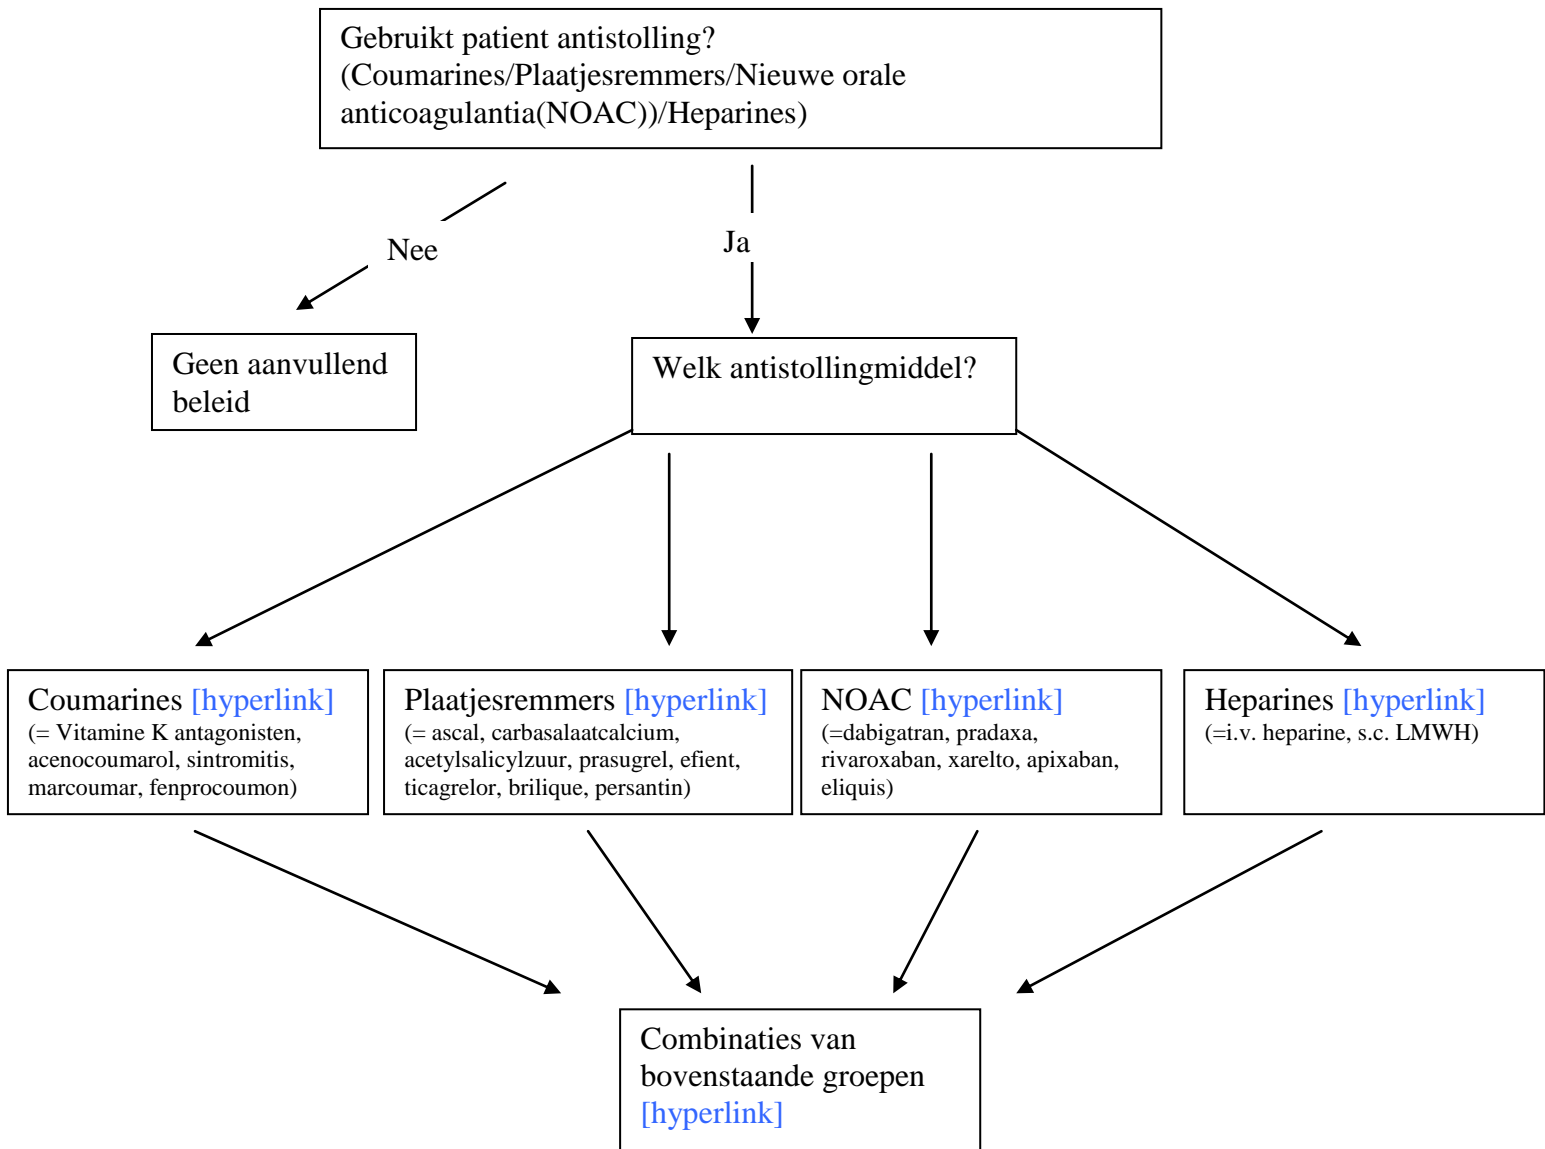 Gebruikt patient antistolling?
(Coumarines/Plaatjesremmers/Nieuwe orale
anticoagulantia(NOAC))/Heparines)
Nee
Ja
Geen aanvullend
beleid
Welk antistollingmiddel?
Coumarines [hyperlink]
(= Vitamine K antagonisten,
acenocoumarol, sintromitis,
marcoumar, fenprocoumon)
Plaatjesremmers [hyperlink]
(= ascal, carbasalaatcalcium,
acetylsalicylzuur, prasugrel, efient,
ticagrelor, brilique, persantin)
NOAC [hyperlink]
(=dabigatran, pradaxa,
rivaroxaban, xarelto, apixaban,
eliquis)
Heparines [hyperlink]
(=i.v. heparine, s.c. LMWH)
Combinaties van
bovenstaande groepen
[hyperlink]